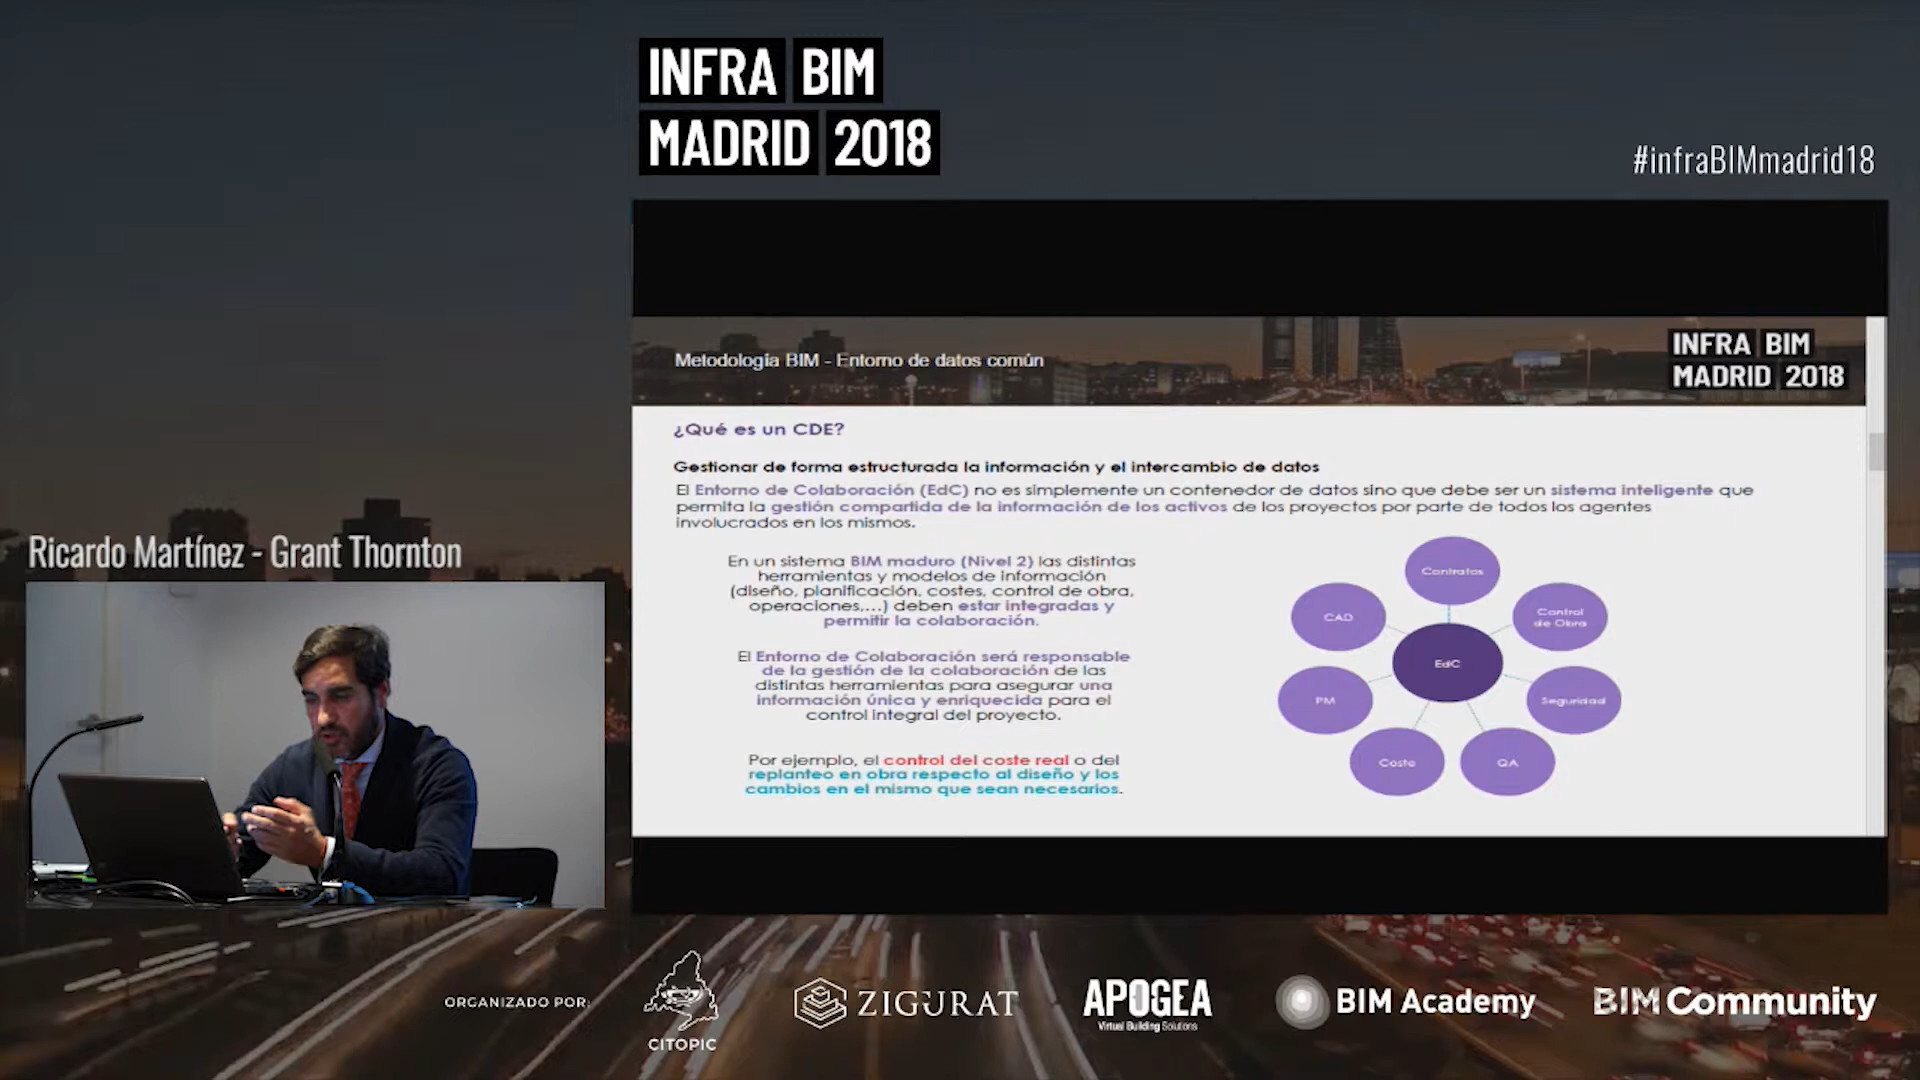 INFRA BIM
MADRID 2018
#infraBIMmadrid18
Metodología BIM - Entorno de datos común
INFRA BIM
MADRID 2018
¿Qué es un CDE?
Gestionar de forma estructurada la información y el intercambio de datos
El Entorno de Colaboración (EdC) no es simplemente un contenedor de datos sino que debe ser un sistema inteligente que
permita la gestión compartida de la información de los activos de los proyectos por parte de todos los agentes
involucrados en los mismos.
En un sistema BIM maduro (Nivel 2) las distintas
herramientas y modelos de información
(diseño, planificación, costes, control de obra,
operaciones,...) deben estar integradas y
permitir la colaboración.
El Entorno de Colaboración será responsable
de la gestión de la colaboración de las
distintas herramientas para asegurar una
información única y enriquecida para el
control integral del proyecto.
Por ejemplo, el control del coste real o del
replanteo en obra respecto al diseño y los
cambios en el mismo que sean necesarios.
Contratos
CAD
Control
de Obra
EdC
PM
Seguridad
Coste
QA
Ricardo Martínez - Grant Thornton
ORGANIZADO POR:
CITOPIC
ZIGURAT
APOGEA
Virtual Building Solutions
BIM Academy
BIM Community